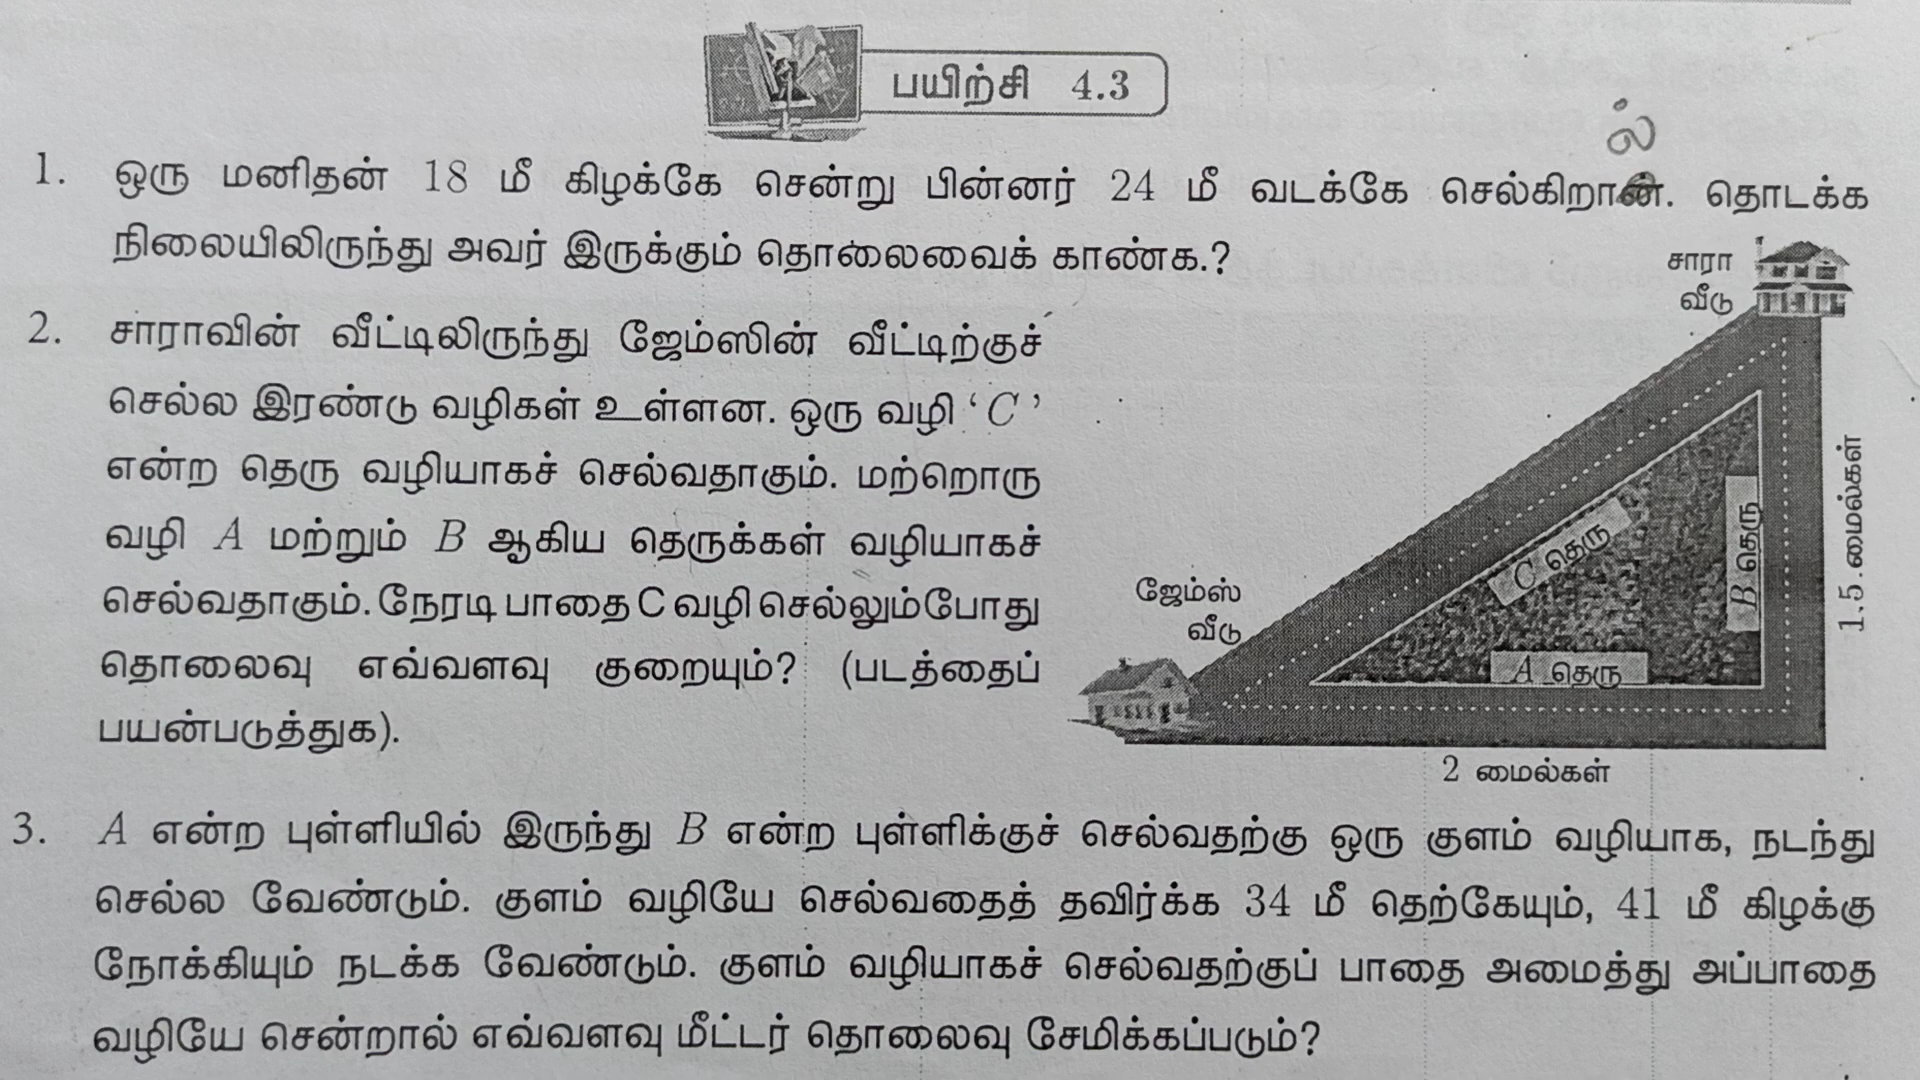 பயிற்சி 4.3
ல்
1. ஒரு மனிதன் 18 மீ கிழக்கே சென்று பின்னர் 24 மீ வடக்கே செல்கிறான். தொடக்க
நிலையிலிருந்து அவர் இருக்கும் தொலைவைக் காண்க.?
2. சாராவின் வீட்டிலிருந்து ஜேம்ஸின் வீட்டிற்குச்
செல்ல இரண்டு வழிகள் உள்ளன. ஒரு வழி ‘C’
என்ற தெரு வழியாகச் செல்வதாகும். மற்றொரு
வழி A மற்றும் B ஆகிய தெருக்கள் வழியாகச்
செல்வதாகும். நேரடி பாதை C வழி செல்லும்போது
தொலைவு எவ்வளவு குறையும்? (படத்தைப்
பயன்படுத்துக).
சாரா
வீடு
ஜேம்ஸ்
வீடு
C தெரு
B தெரு
A தெரு
1.5 மைல்கள்
2 மைல்கள்
3. A என்ற புள்ளியில் இருந்து B என்ற புள்ளிக்குச் செல்வதற்கு ஒரு குளம் வழியாக, நடந்து
செல்ல வேண்டும். குளம் வழியே செல்வதைத் தவிர்க்க 34 மீ தெற்கேயும், 41 மீ கிழக்கு
நோக்கியும் நடக்க வேண்டும். குளம் வழியாகச் செல்வதற்குப் பாதை அமைத்து அப்பாதை
வழியே சென்றால் எவ்வளவு மீட்டர் தொலைவு சேமிக்கப்படும்?